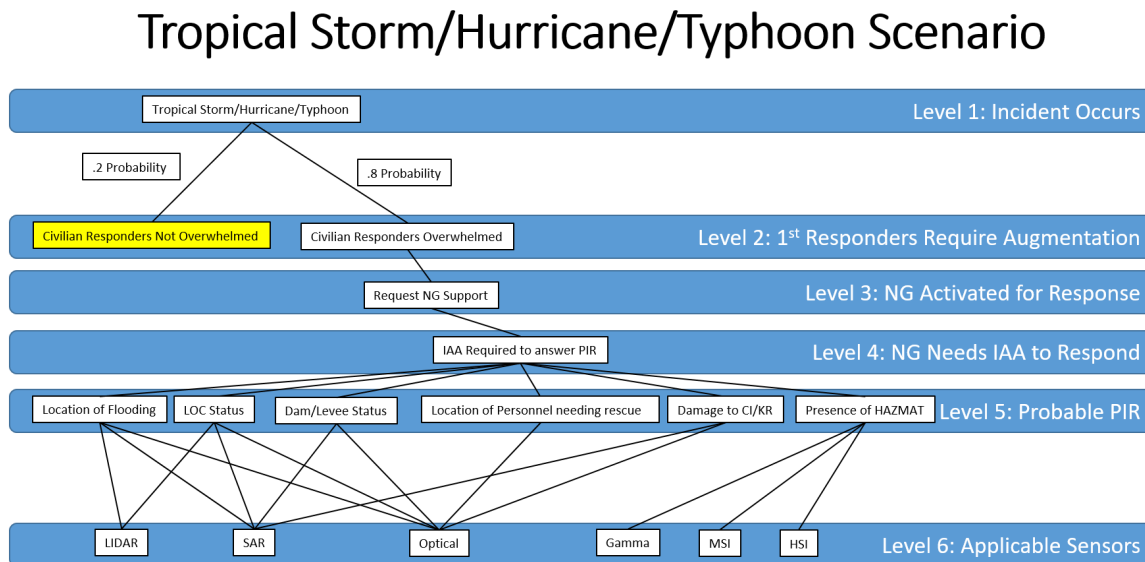 Tropical Storm/Hurricane/Typhoon Scenario
Tropical Storm/Hurricane/Typhoon
Level 1: Incident Occurs
.2 Probability
.8 Probability
Civilian Responders Not Overwhelmed
Civilian Responders Overwhelmed
Level 2: 1st Responders Require Augmentation
Request NG Support
Level 3: NG Activated for Response
IAA Required to answer PIR
Level 4: NG Needs IAA to Respond
Location of Flooding
LOC Status
Dam/Levee Status
Location of Personnel needing rescue
Damage to CI/KR
Presence of HAZMAT
Level 5: Probable PIR
LIDAR
SAR
Optical
Gamma
MSI
HSI
Level 6: Applicable Sensors